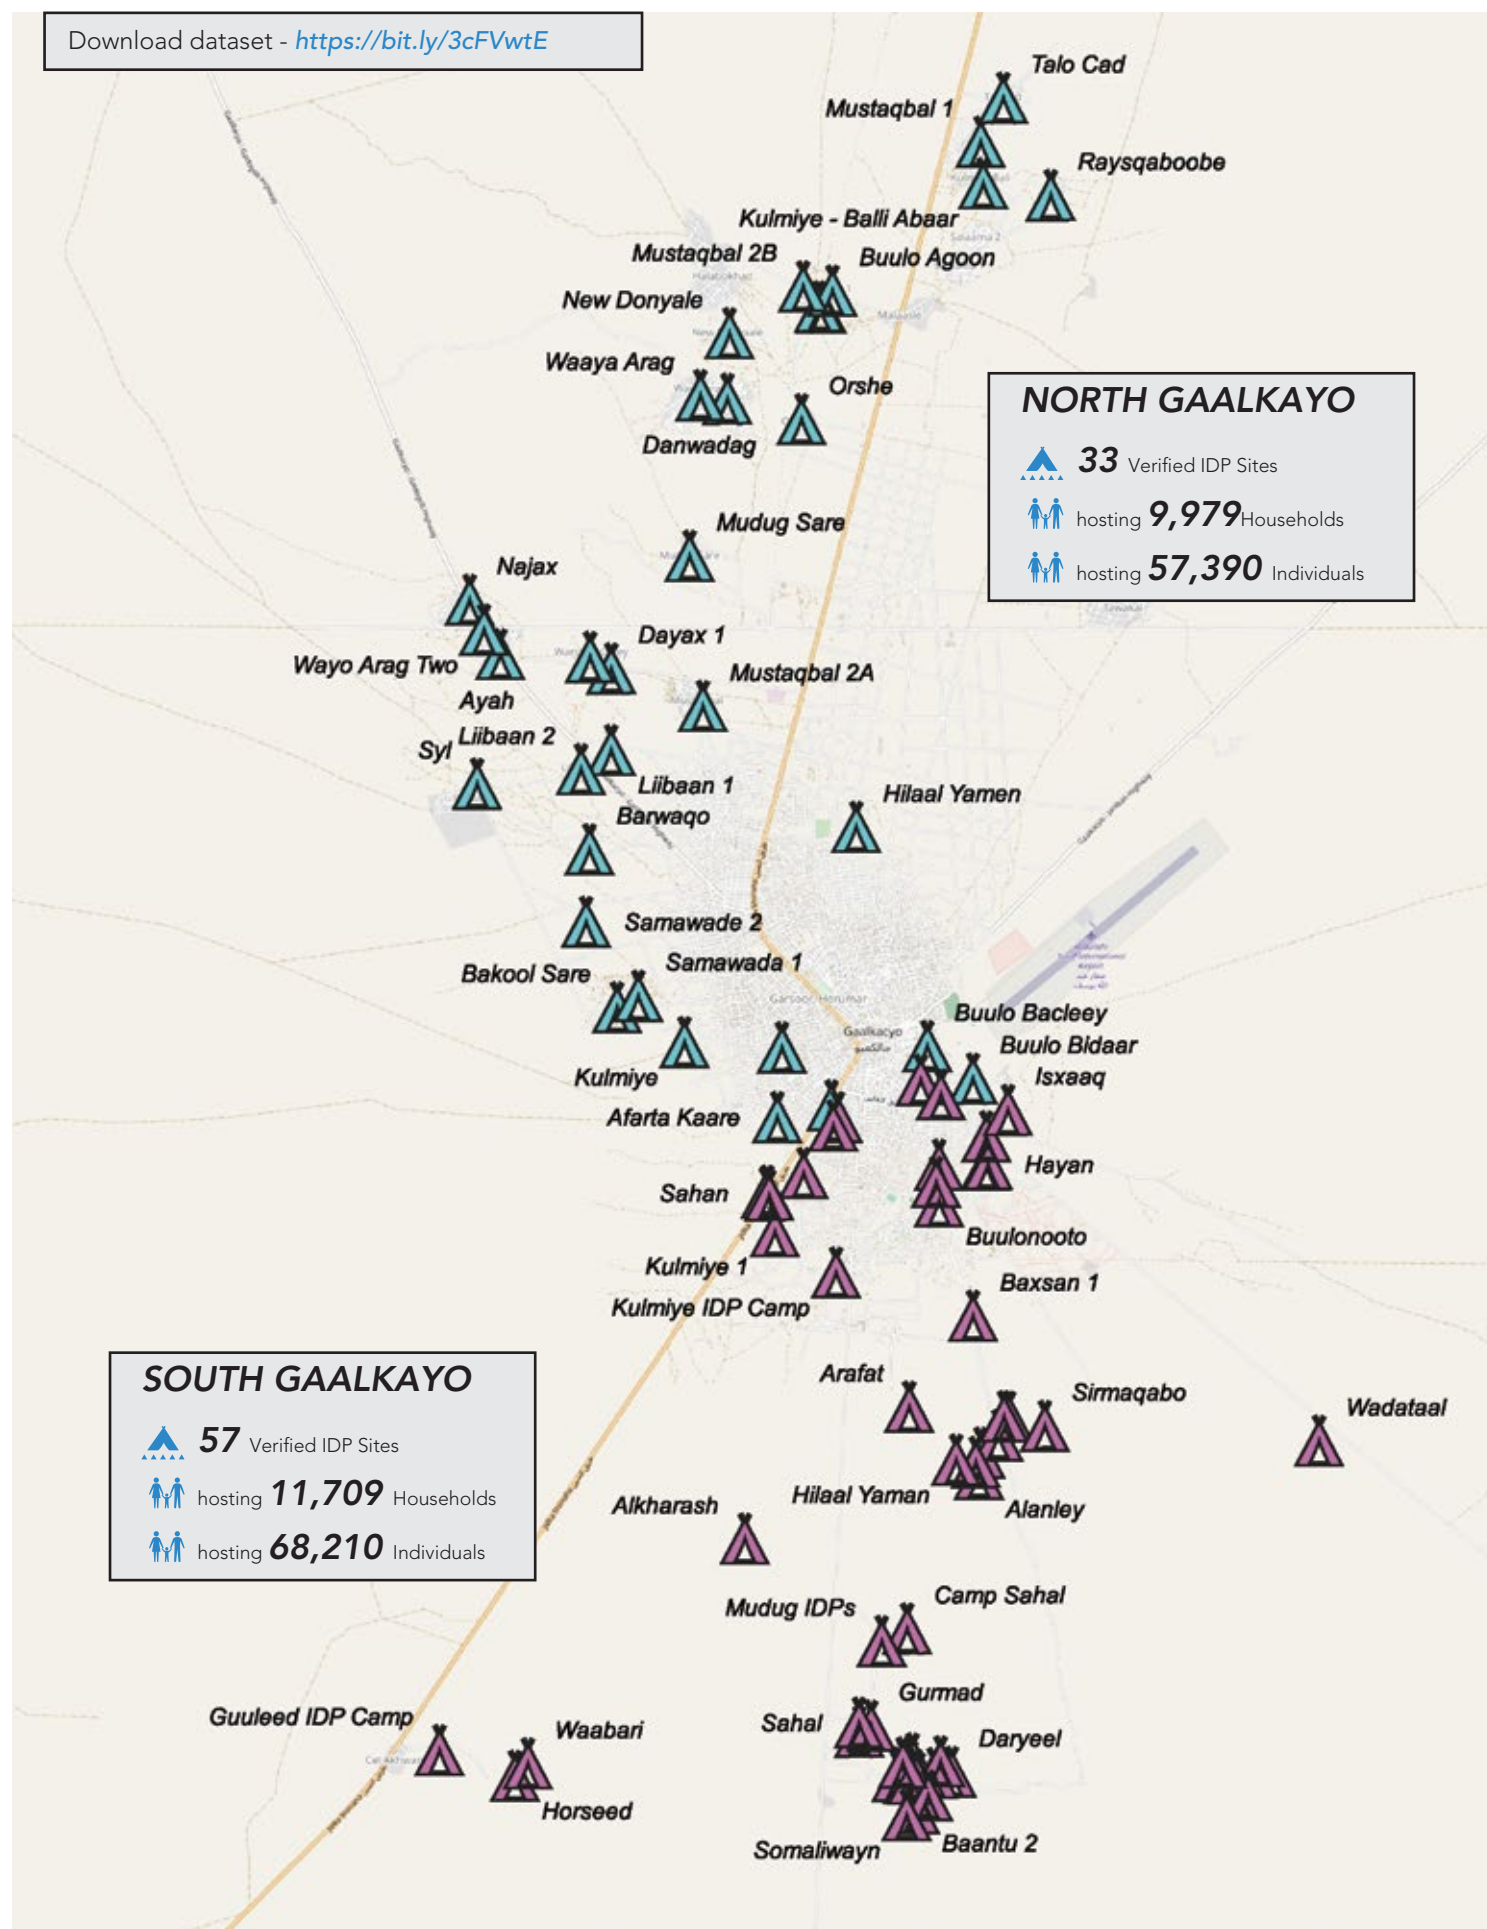 Download dataset - https://bit.ly/3cFVwtE
Talo Cad
Mustaqbal 1
Raysqaboobe
Kulmiye - Balli Abaar
Mustaqbal 2B
Buulo Agoon
New Donyale
Waaya Arag
Orshe
Danwadag
NORTH GAALKAYO
33 Verified IDP Sites
hosting 9,979Households
hosting 57,390 Individuals
Mudug Sare
Najax
Dayax 1
Wayo Arag Two
Mustaqbal 2A
Ayah
Liibaan 2
Syl
Liibaan 1
Hilaal Yamen
Barwaqo
Samawade 2
Samawada 1
Bakool Sare
Garsoor, Horumar
Buulo Bacleey
Gaalkacyo
Buulo Bidaar
Kulmiye
Isxaaq
Afarta Kaare
Hayan
Sahan
Buulonooto
Kulmiye 1
Baxsan 1
Kulmiye IDP Camp
SOUTH GAALKAYO
57 Verified IDP Sites
hosting 11,709 Households
hosting 68,210 Individuals
Arafat
Sirmaqabo
Wadataal
Hilaal Yaman
Alkharash
Alanley
Camp Sahal
Mudug IDPs
Gurmad
Guuleed IDP Camp
Sahal
Waabari
Daryeel
Horseed
Baantu 2
Somaliwayn